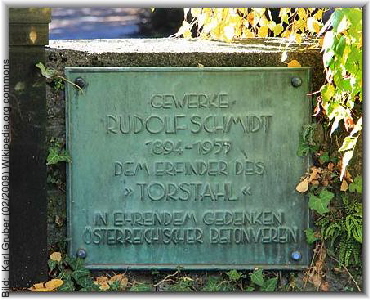 GEWERKE
RUDOLF SCHMIDT
1894-1955
DEM ERFINDER DES
»TORSTAHL«
IN EHRENDEM GEDENKEN
ÖSTERREICHISCHER BETONVEREIN
Bild: Karl Gruber (02/2009) Wikipedia.org commons